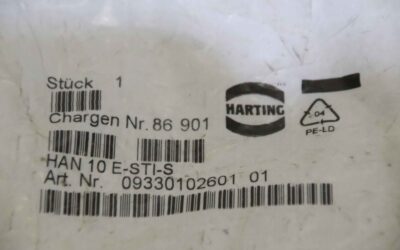 Stück 1
Chargen Nr. 86 901
HARTING
04
PE-LD
HAN 10 E-STI-S
Art. Nr. 09330102601 01